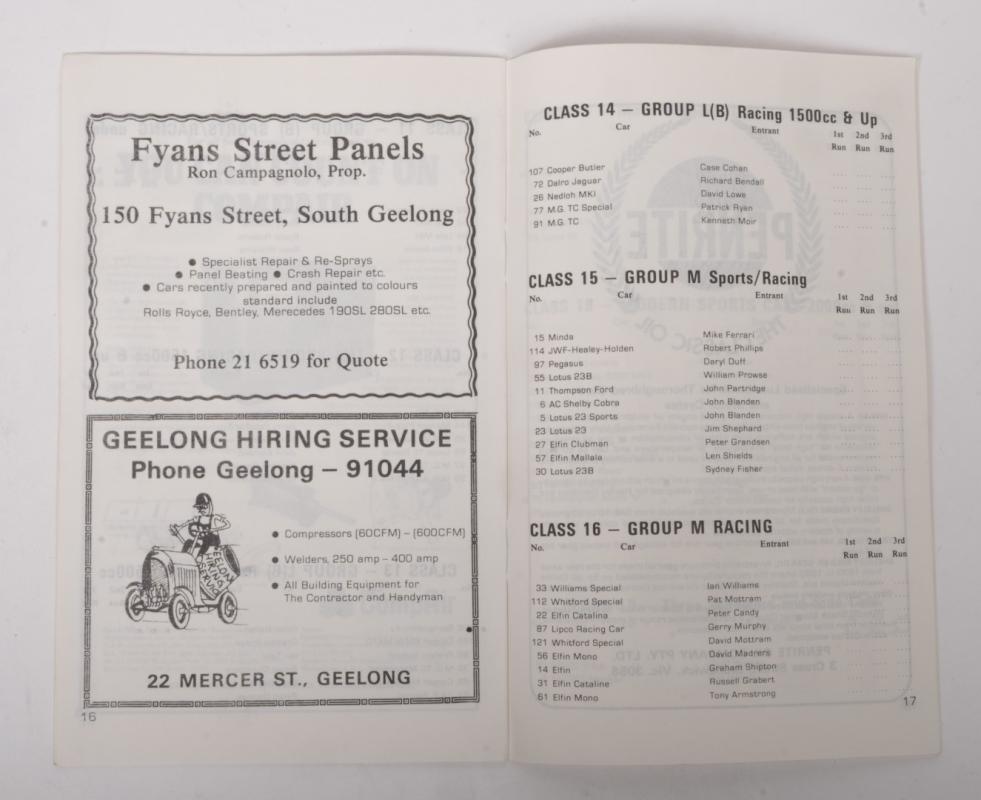 Fyans Street Panels
Ron Campagnolo, Prop.
150 Fyans Street, South Geelong
● Specialist Repair & Re-Sprays
● Panel Beating ● Crash Repair etc.
● Cars recently prepared and painted to colours
standard include
Rolls Royce, Bentley, Merecedes 190SL 280SL etc.
Phone 21 6519 for Quote
GEELONG HIRING SERVICE
Phone Geelong – 91044
GEELONG HIRING SERVICE
● Compressors (60CFM) – (600CFM)
● Welders, 250 amp – 400 amp
● All Building Equipment for
The Contractor and Handyman
22 MERCER ST., GEELONG
16
CLASS 14 – GROUP L(B) Racing 1500cc & Up
No. Car Entrant 1st 2nd 3rd
Run Run Run
107 Cooper Butler Case Cohan
72 Dalro Jaguar Richard Bendall
26 Nedloh MKI David Lowe
77 M.G. TC Special Patrick Ryan
91 M.G. TC Kenneth Moir
CLASS 15 – GROUP M Sports/Racing
No. Car Entrant 1st 2nd 3rd
Run Run Run
15 Minda Mike Ferrari
114 JWF-Healey-Holden Robert Phillips
97 Pegasus Daryl Duff
55 Lotus 23B William Prowse
11 Thompson Ford John Partridge
6 AC Shelby Cobra John Blanden
5 Lotus 23 Sports John Blanden
23 Lotus 23 Jim Shephard
27 Elfin Clubman Peter Grandsen
57 Elfin Mallala Len Shields
30 Lotus 23B Sydney Fisher
CLASS 16 – GROUP M RACING
No. Car Entrant 1st 2nd 3rd
Run Run Run
33 Williams Special Ian Williams
112 Whitford Special Pat Mottram
22 Elfin Catalina Peter Candy
87 Lipco Racing Car Gerry Murphy
121 Whitford Special David Mottram
56 Elfin Mono David Madrers
14 Elfin Graham Shipton
31 Elfin Cataline Russell Grabert
61 Elfin Mono Tony Armstrong
17